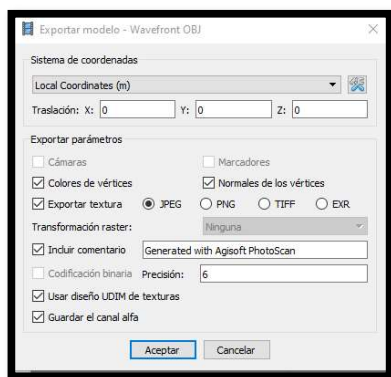 Exportar modelo - Wavefront OBJ
Sistema de coordenadas
Local Coordinates (m)
Traslación: X: 0 Y: 0 Z: 0
Exportar parámetros
Cámaras Marcadores
Colores de vértices Normales de los vértices
Exportar textura JPEG PNG TIFF EXR
Transformación raster: Ninguna
Incluir comentario Generated with Agisoft PhotoScan
Codificación binaria Precisión: 6
Usar diseño UDIM de texturas
Guardar el canal alfa
Aceptar Cancelar